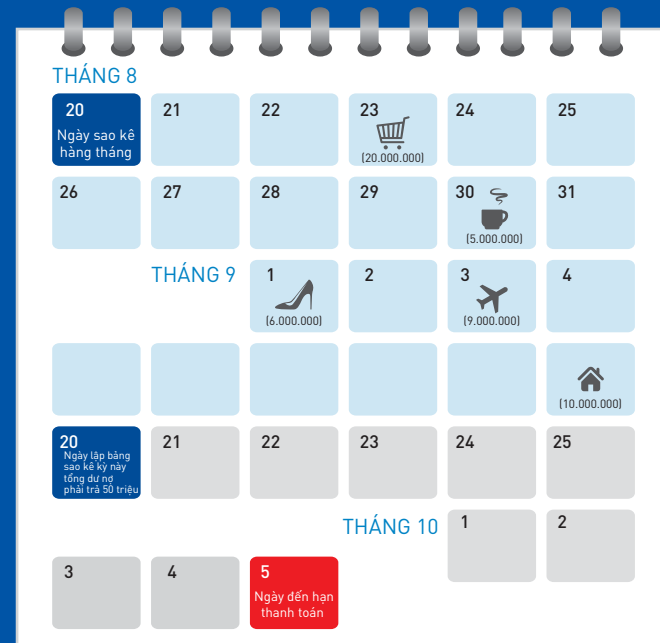 THÁNG 8
20 21 22 23 24 25
Ngày sao kê
hàng tháng
(20.000.000)
26 27 28 29 30 31
(5.000.000)
THÁNG 9 1 2 3 4
(6.000.000) (9.000.000)
(10.000.000)
20 21 22 23 24 25
Ngày lập bảng
sao kê kỳ này
tổng dư nợ
phải trả 50 triệu
THÁNG 10 1 2
3 4 5
Ngày đến hạn
thanh toán